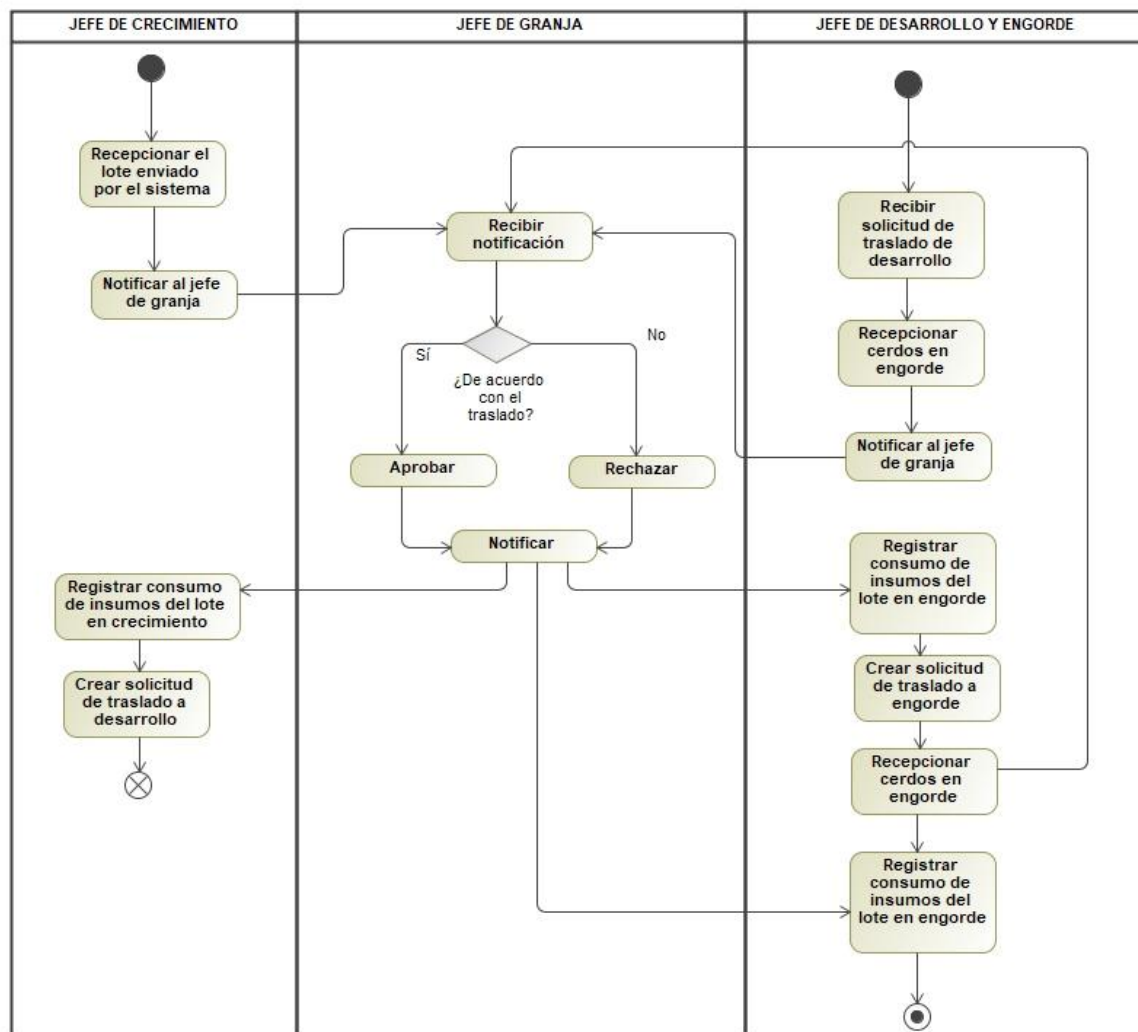 JEFE DE CRECIMIENTO
JEFE DE GRANJA
JEFE DE DESARROLLO Y ENGORDE
Recepcionar el
lote enviado
por el sistema
Notificar al jefe
de granja
Registrar consumo
de insumos del lote
en crecimiento
Crear solicitud
de traslado a
desarrollo
Recibir
notificación
Sí
No
¿De acuerdo
con el
traslado?
Aprobar
Rechazar
Notificar
Recibir
solicitud de
traslado de
desarrollo
Recepcionar
cerdos en
engorde
Notificar al jefe
de granja
Registrar
consumo de
insumos del
lote en engorde
Crear solicitud
de traslado a
engorde
Recepcionar
cerdos en
engorde
Registrar
consumo de
insumos del
lote en engorde